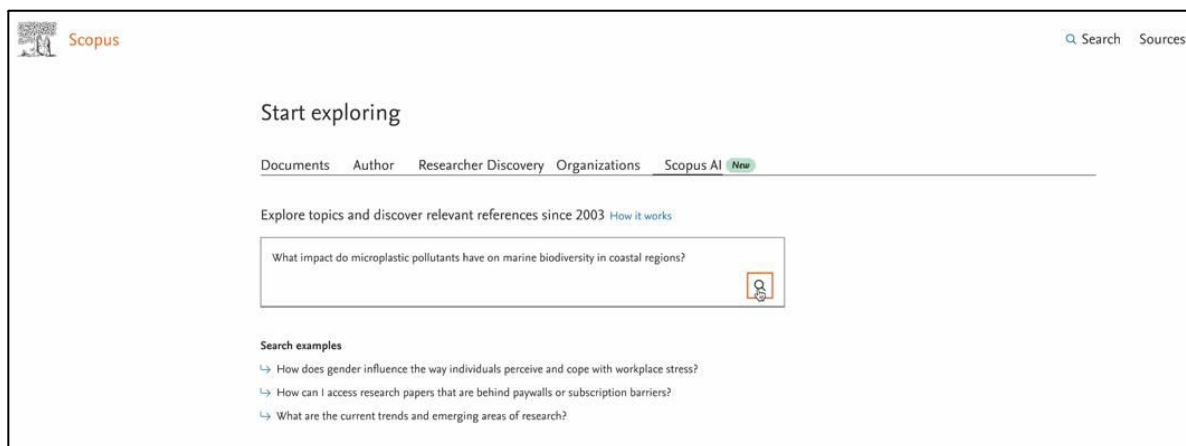 Scopus
Search Sources
Start exploring
Documents Author Researcher Discovery Organizations Scopus AI New
Explore topics and discover relevant references since 2003 How it works
What impact do microplastic pollutants have on marine biodiversity in coastal regions?
Search examples
How does gender influence the way individuals perceive and cope with workplace stress?
How can I access research papers that are behind paywalls or subscription barriers?
What are the current trends and emerging areas of research?